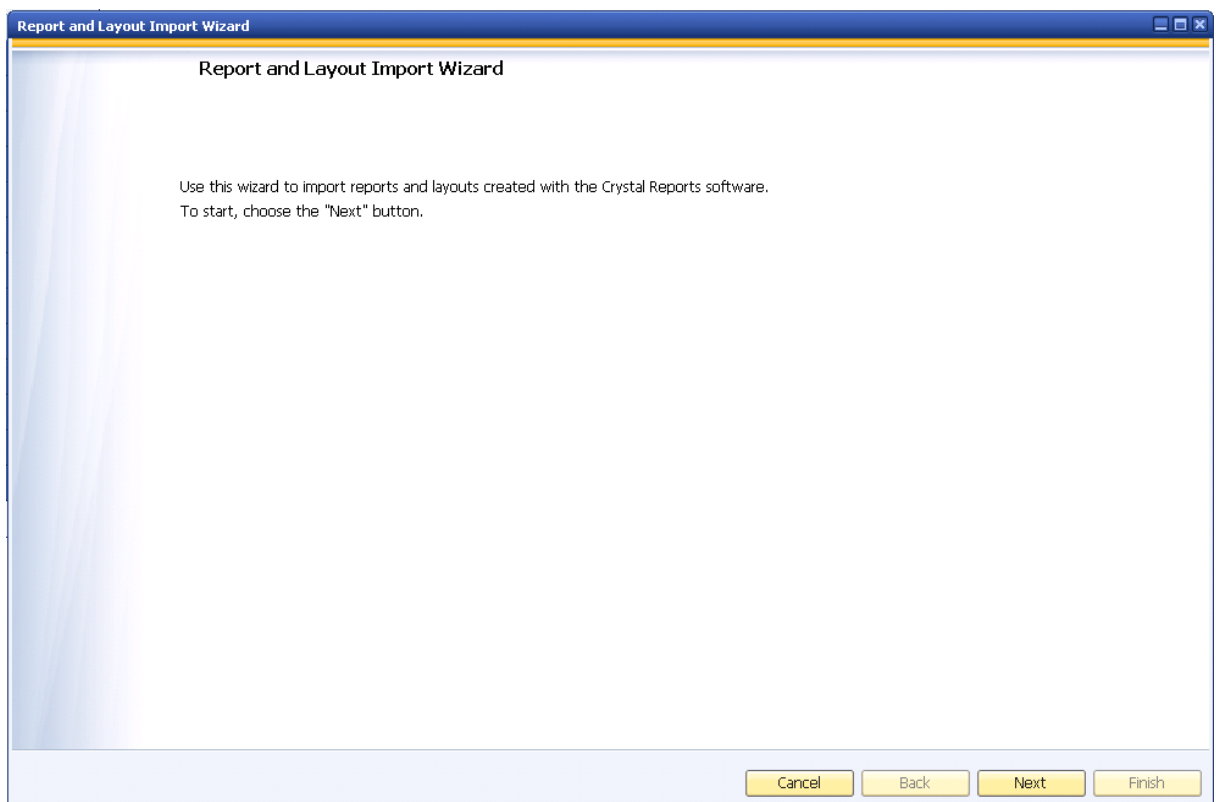 Report and Layout Import Wizard
Report and Layout Import Wizard
Use this wizard to import reports and layouts created with the Crystal Reports software.
To start, choose the "Next" button.
Cancel Back Next Finish